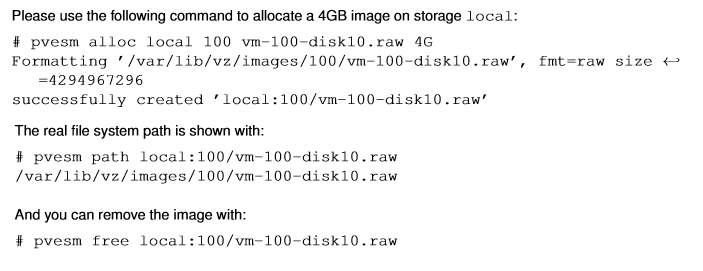 Please use the following command to allocate a 4GB image on storage local:
# pvesm alloc local 100 vm-100-disk10.raw 4G
Formatting '/var/lib/vz/images/100/vm-100-disk10.raw', fmt=raw size ↩
=4294967296
successfully created 'local:100/vm-100-disk10.raw'
The real file system path is shown with:
# pvesm path local:100/vm-100-disk10.raw
/var/lib/vz/images/100/vm-100-disk10.raw
And you can remove the image with:
# pvesm free local:100/vm-100-disk10.raw